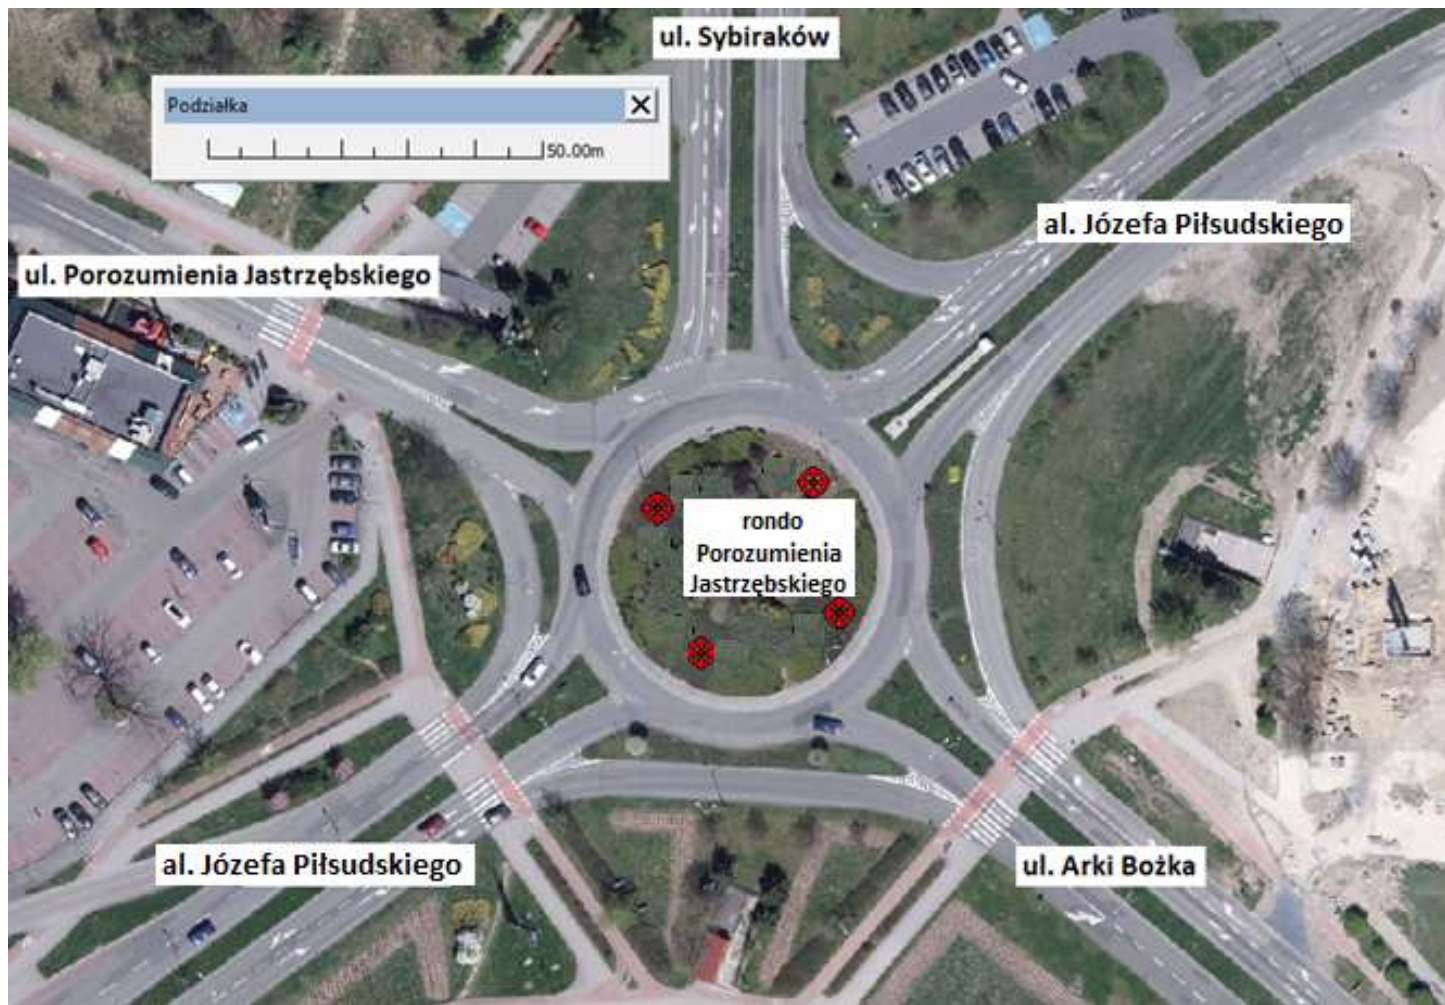 ul. Sybiraków
Podziałka
50.00m
al. Józefa Piłsudskiego
ul. Porozumienia Jastrzębskiego
rondo
Porozumienia
Jastrzębskiego
al. Józefa Piłsudskiego
ul. Arki Bożka